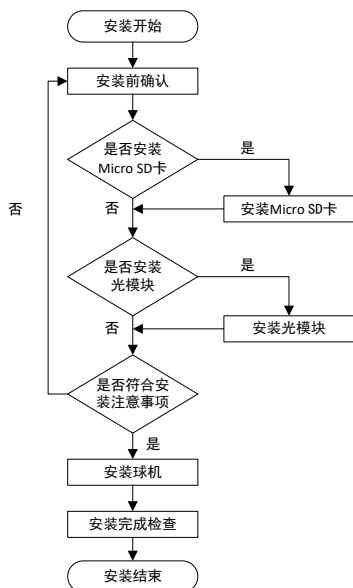 安装开始
安装前确认
是否安装
Micro SD卡
是
否
安装Micro SD卡
否
是否安装
光模块
是
安装光模块
否
是否符合安
装注意事项
是
安装球机
安装完成检查
安装结束